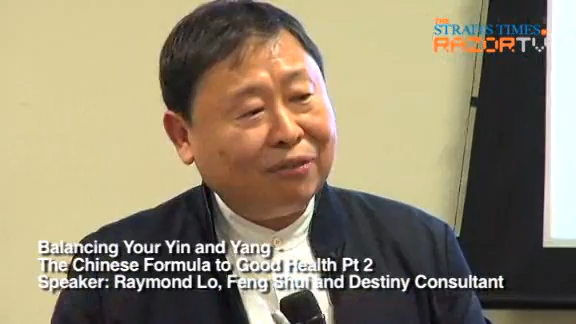 THE
STRAITS TIMES
RAZORTV
Balancing Your Yin and Yang -
The Chinese Formula to Good Health Pt 2
Speaker: Raymond Lo, Feng Shui and Destiny Consultant